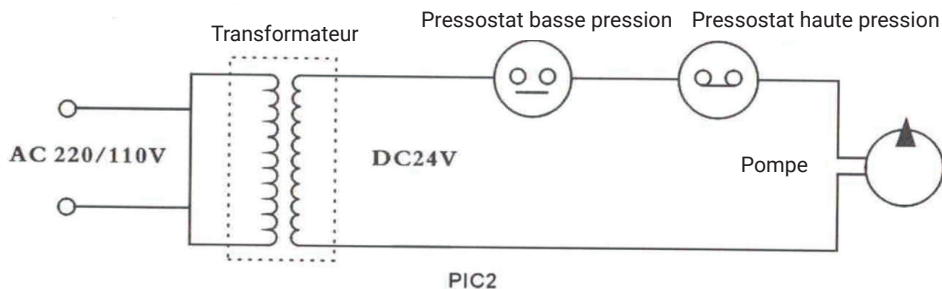 Pressostat basse pression
Pressostat haute pression
Transformateur
AC 220/110V
DC24V
Pompe
PIC2